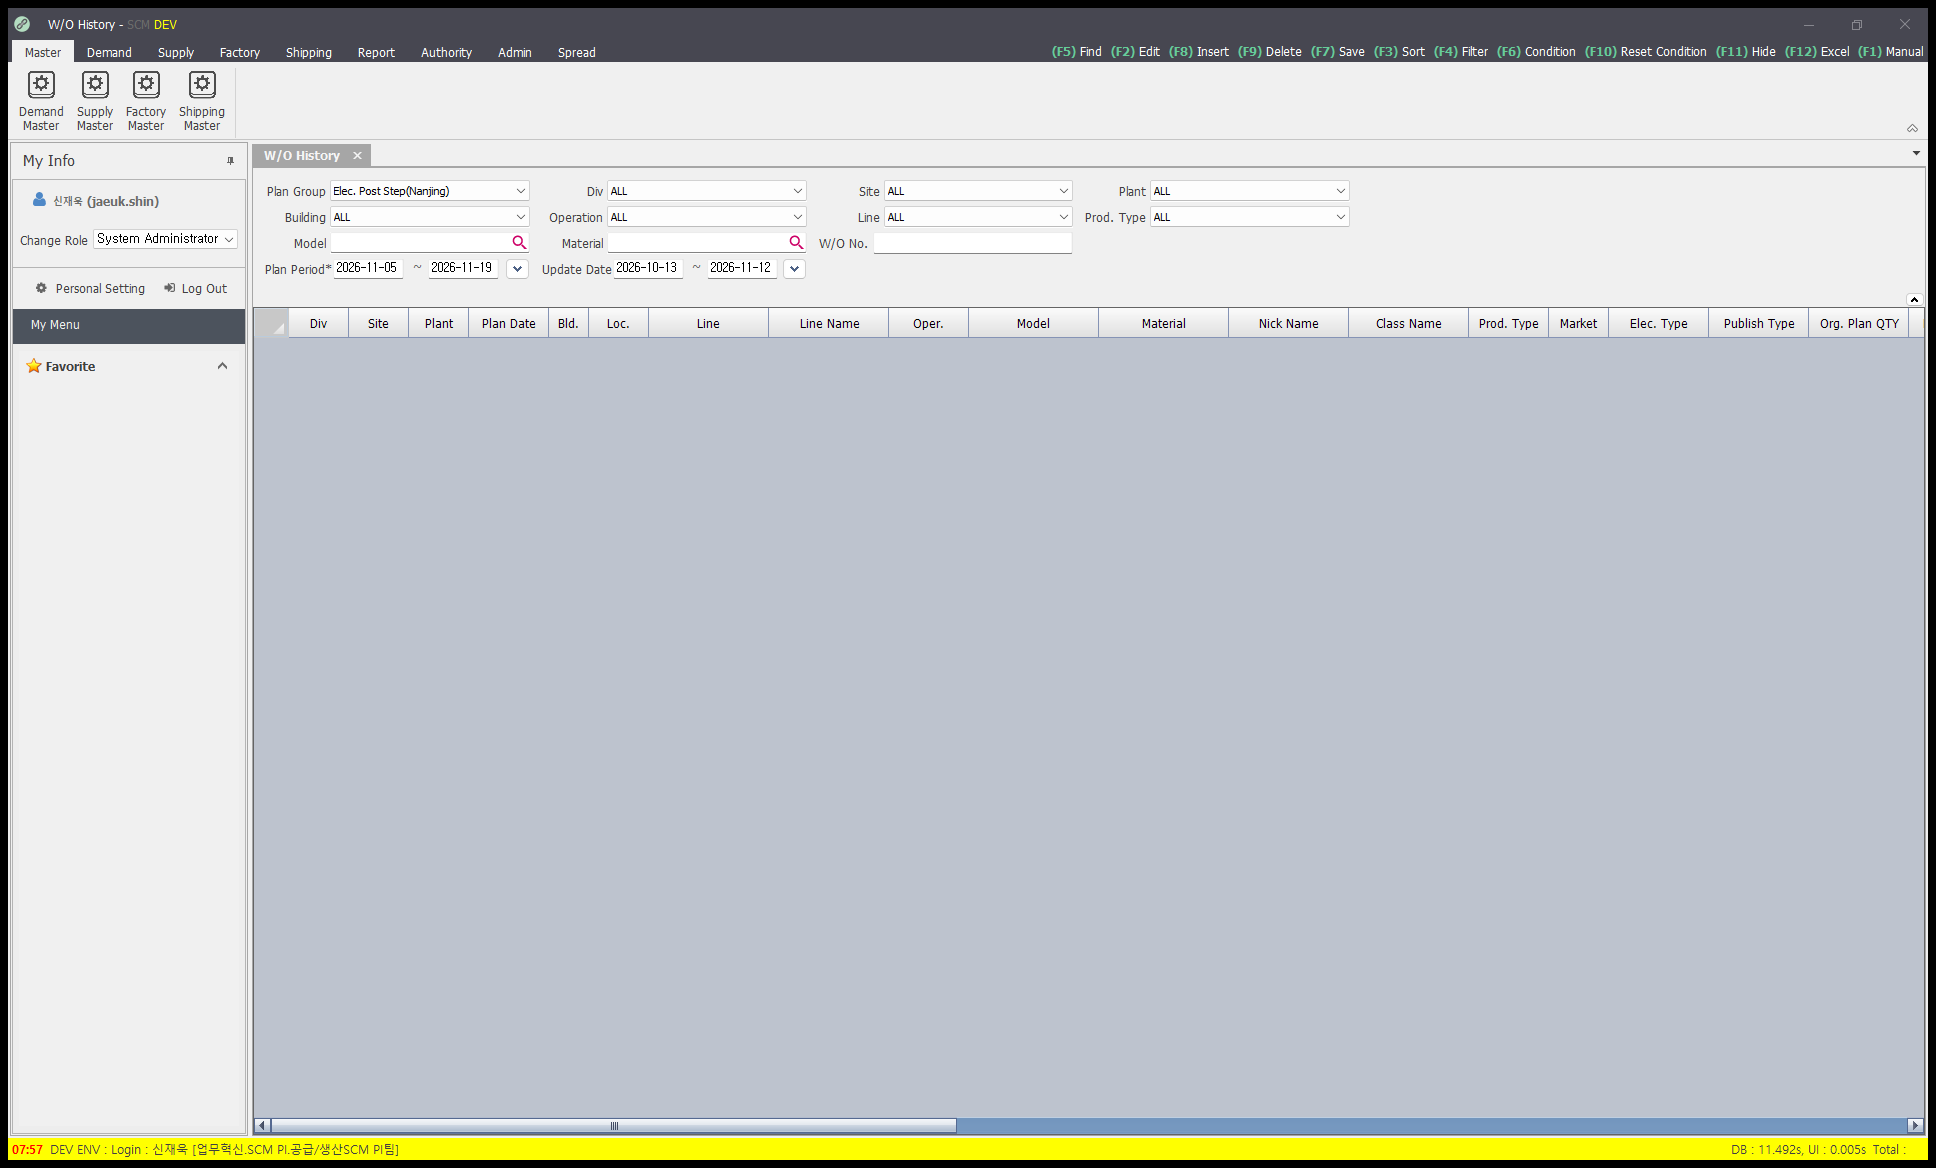 W/O History - SCM DEV
Master Demand Supply Factory Shipping Report Authority Admin Spread (F5) Find (F2) Edit (F8) Insert (F9) Delete (F7) Save (F3) Sort (F4) Filter (F6) Condition (F10) Reset Condition (F11) Hide (F12) Excel (F1) Manual
Demand Master
Supply Master
Factory Master
Shipping Master
My Info
신재욱 (jaeuk.shin)
Change Role System Administrator
Personal Setting Log Out
My Menu
Favorite
W/O History
Plan Group Elec. Post Step(Nanjing) Div ALL Site ALL Plant ALL
Building ALL Operation ALL Line ALL Prod. Type ALL
Model Material W/O No.
Plan Period* 2026-11-05 ~ 2026-11-19 Update Date 2026-10-13 ~ 2026-11-12
Div Site Plant Plan Date Bld. Loc. Line Line Name Oper. Model Material Nick Name Class Name Prod. Type Market Elec. Type Publish Type Org. Plan QTY
07:57 DEV ENV : Login : 신재욱 [업무혁신.SCM PI.공급/생산SCM PI팀] DB : 11.492s, UI : 0.005s Total :